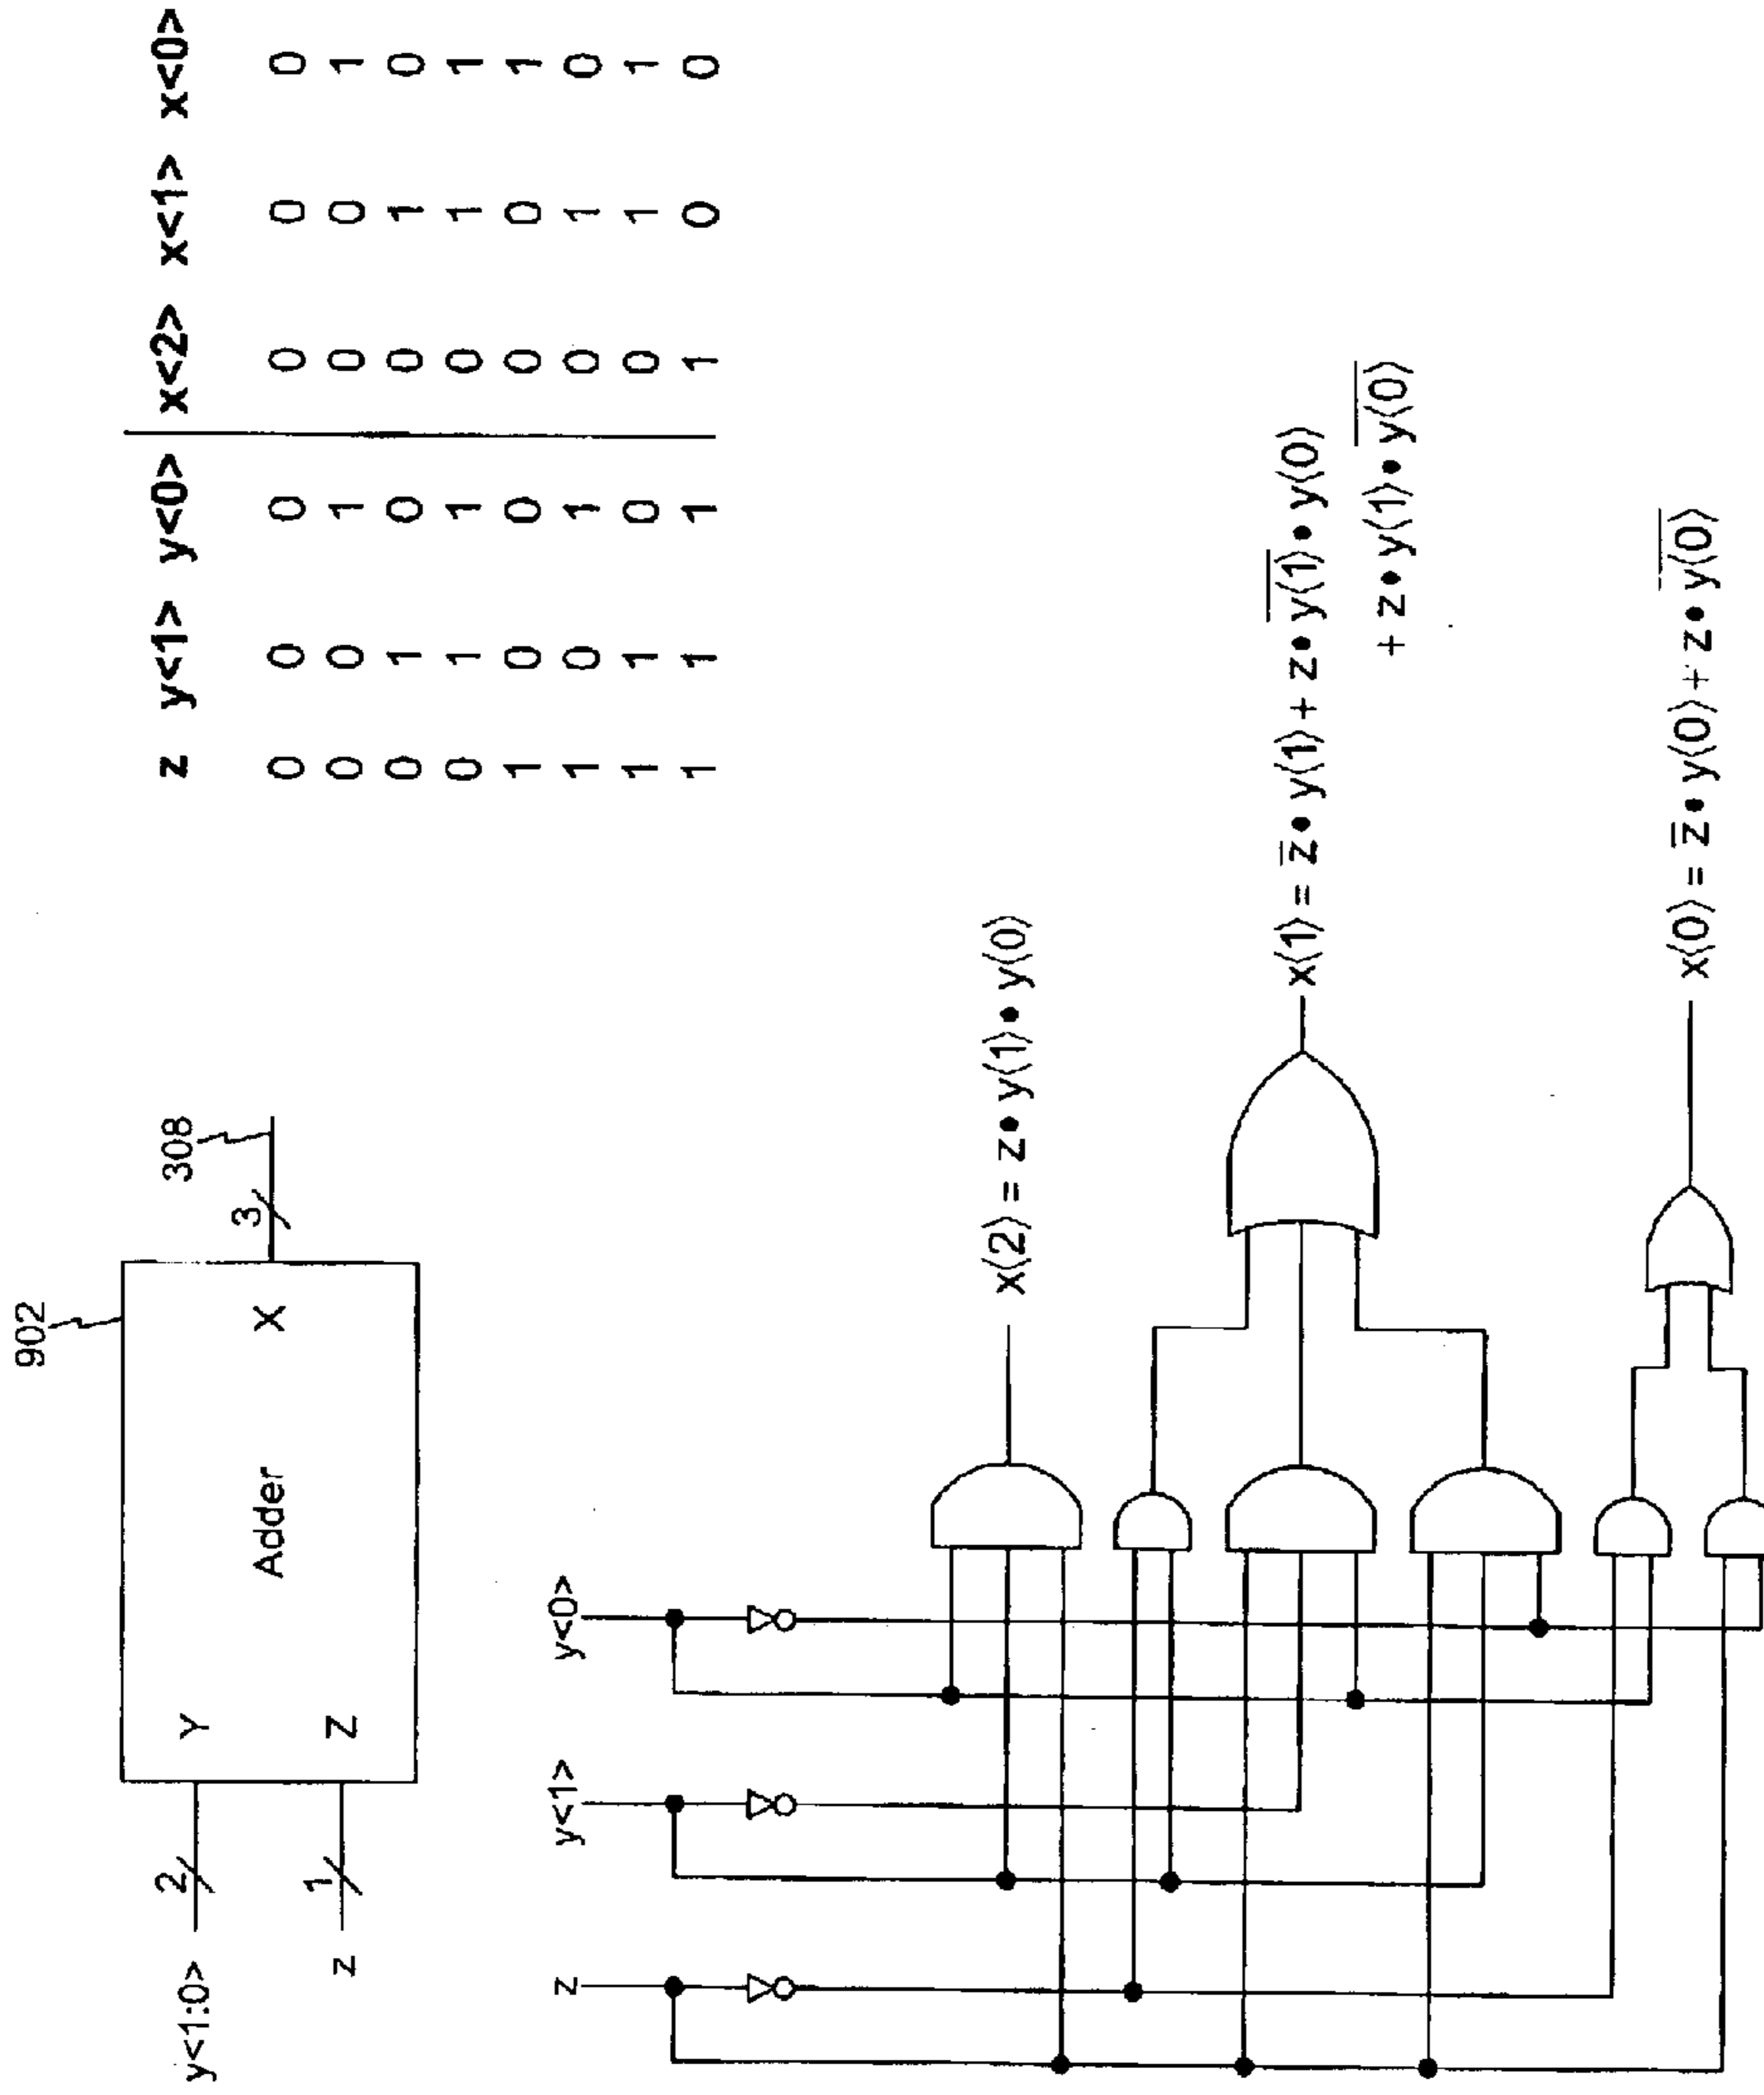 902
y<1:0>
2
Y
Adder
X
3
308
z
1
Z
z y<1> y<0> x<2> x<1> x<0>
0 0 0 0 0 0
0 0 1 0 0 1
0 1 0 0 1 0
0 1 1 0 1 1
1 0 0 0 0 1
1 0 1 0 1 0
1 1 0 0 1 1
1 1 1 1 0 0
z
y<1>
y<0>
x⟨2⟩ = z • y⟨1⟩ • y⟨0⟩
x⟨1⟩ = z̅ • y⟨1⟩ + z • y̅⟨̅1̅⟩̅ • y⟨0⟩
+ z • y⟨1⟩ • y̅⟨̅0̅⟩̅
x⟨0⟩ = z̅ • y⟨0⟩ + z • y̅⟨̅0̅⟩̅